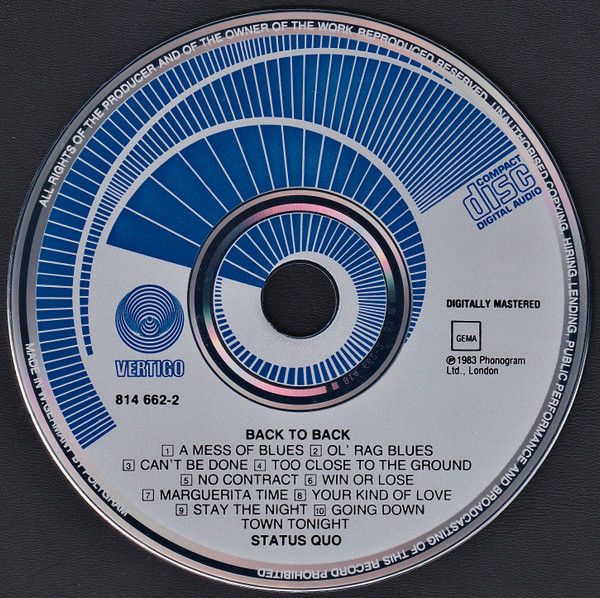 ALL RIGHTS OF THE PRODUCER AND OF THE OWNER OF THE WORK REPRODUCED RESERVED. UNAUTHORISED COPYING, HIRING, LENDING, PUBLIC PERFORMANCE AND BROADCASTING OF THIS RECORD PROHIBITED
COMPACT
disc
DIGITAL AUDIO
DIGITALLY MASTERED
GEMA
℗ 1983 Phonogram
Ltd., London
VERTIGO
814 662-2
MADE IN W.GERMANY BY POLYGRAM
BACK TO BACK
1 A MESS OF BLUES 2 OL' RAG BLUES
3 CAN'T BE DONE 4 TOO CLOSE TO THE GROUND
5 NO CONTRACT 6 WIN OR LOSE
7 MARGUERITA TIME 8 YOUR KIND OF LOVE
9 STAY THE NIGHT 10 GOING DOWN
TOWN TONIGHT
STATUS QUO